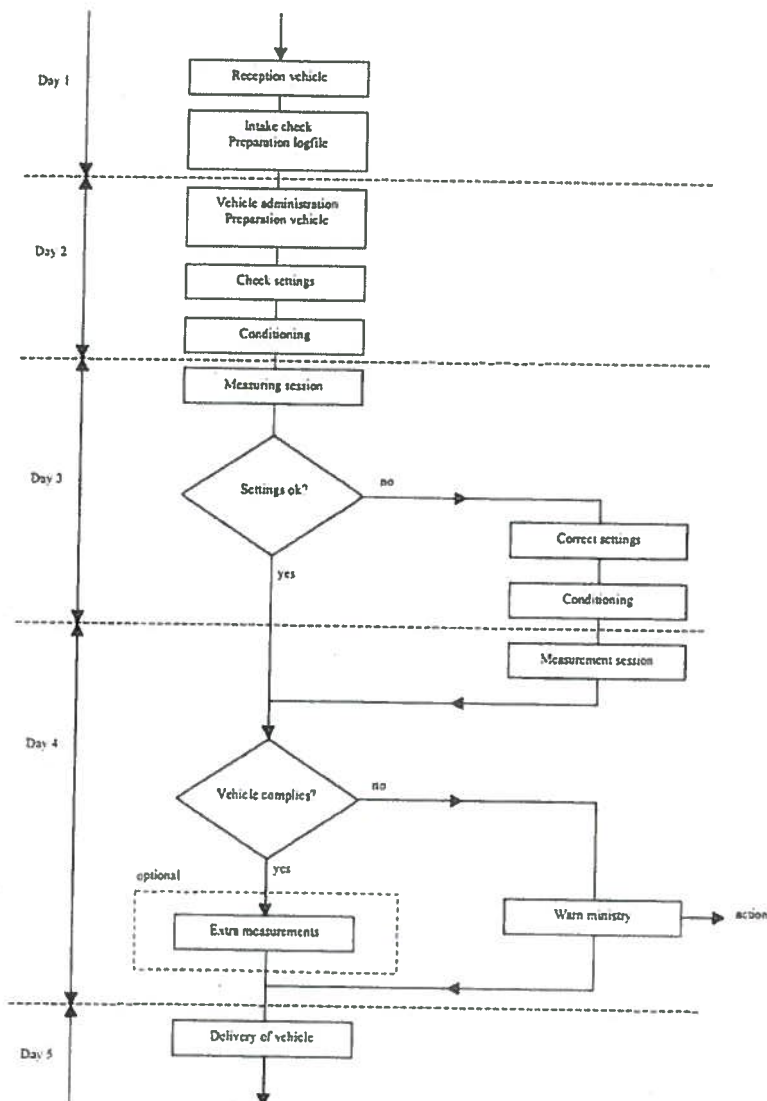 Day 1
Reception vehicle
Intake check
Preparation logfile
Day 2
Vehicle administration
Preparation vehicle
Check settings
Conditioning
Measuring session
Day 3
Settings ok?
no
yes
Correct settings
Conditioning
Measurement session
Day 4
Vehicle complies?
no
yes
optional
Extra measurements
Warn ministry
action
Day 5
Delivery of vehicle